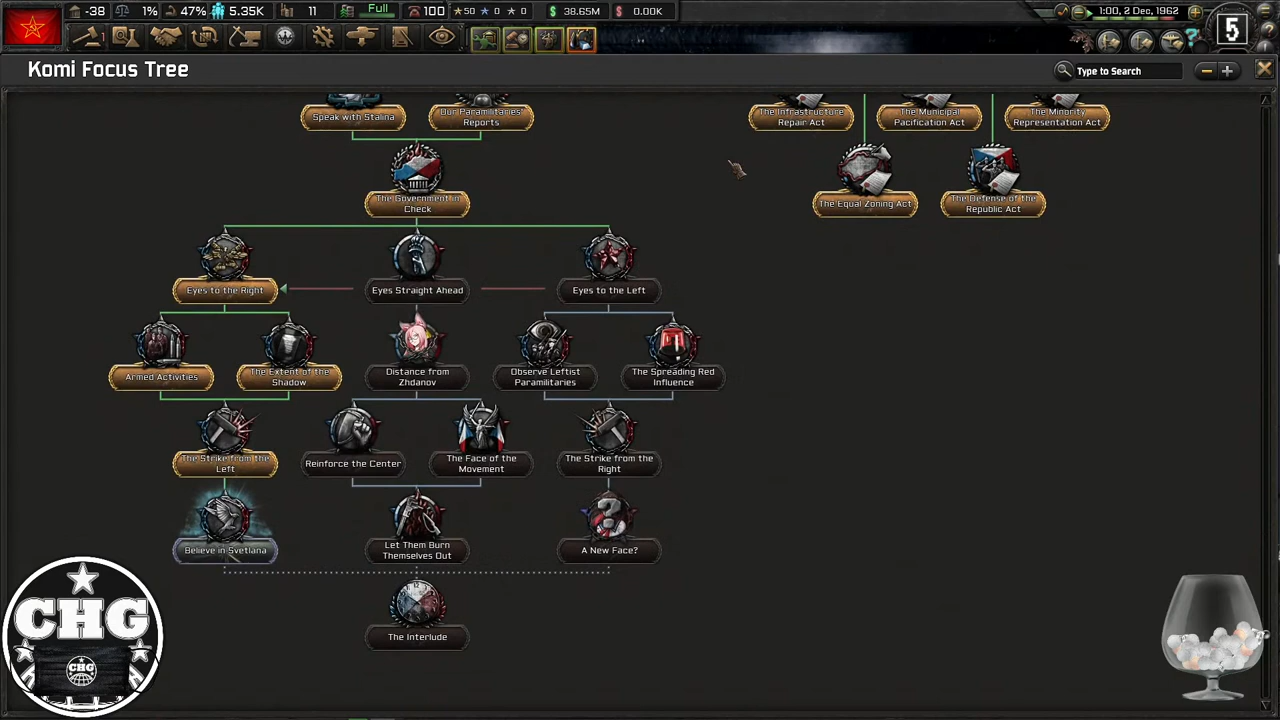 -38
1%
47%
5.35K
11
Full
100
50
0
0
38.65M
0.00K
1:00, 2 Dec, 1962
5
Komi Focus Tree
Type to Search
Speak with Stalina
Our Paramilitaries'
Reports
The Infrastructure
Repair Act
The Municipal
Pacification Act
The Minority
Representation Act
The Government in
Check
The Equal Zoning Act
The Defense of the
Republic Act
Eyes to the Right
Eyes Straight Ahead
Eyes to the Left
Armed Activities
The Extent of the
Shadow
Distance from
Zhdanov
Observe Leftist
Paramilitaries
The Spreading Red
Influence
The Strike from the
Left
Reinforce the Center
The Face of the
Movement
The Strike from the
Right
Believe in Svetlana
Let Them Burn
Themselves Out
A New Face?
The Interlude
CHG
CHG